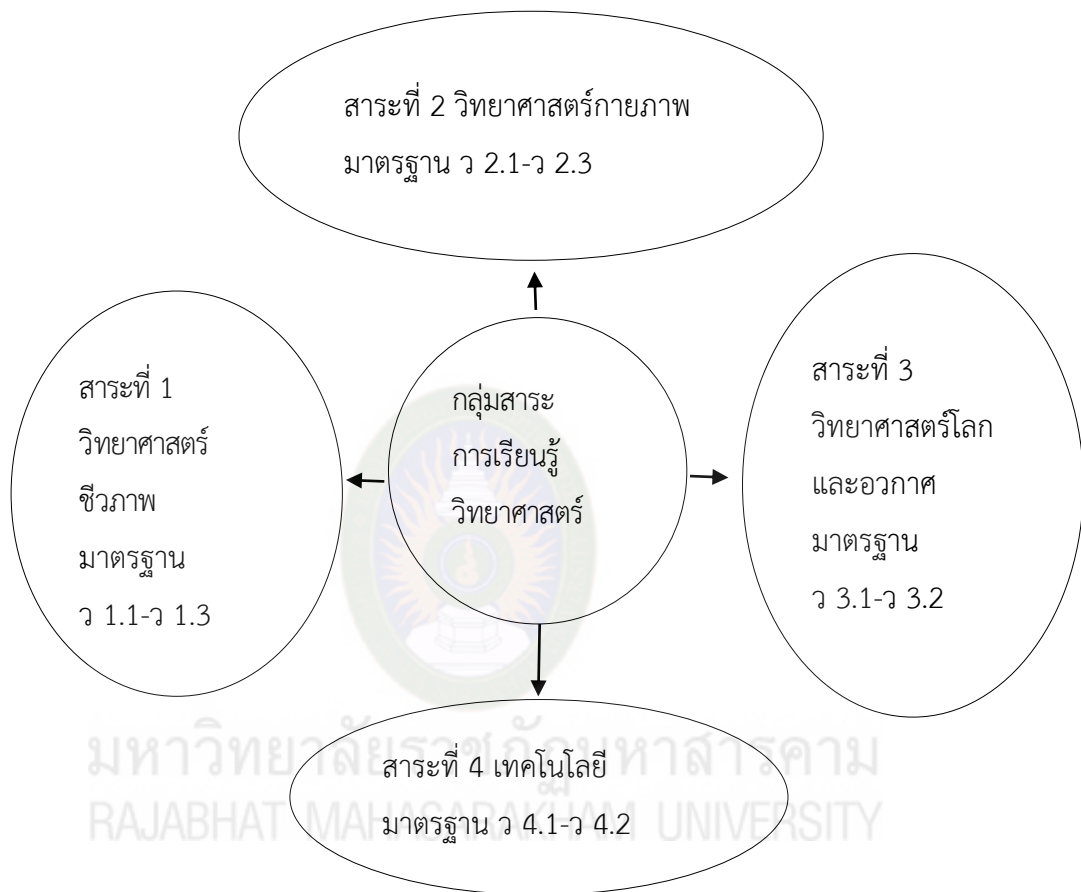 สาระที่ 2 วิทยาศาสตร์กายภาพ
มาตรฐาน ว 2.1-ว 2.3
สาระที่ 1
วิทยาศาสตร์
ชีวภาพ
มาตรฐาน
ว 1.1-ว 1.3
กลุ่มสาระ
การเรียนรู้
วิทยาศาสตร์
สาระที่ 3
วิทยาศาสตร์โลก
และอวกาศ
มาตรฐาน
ว 3.1-ว 3.2
สาระที่ 4 เทคโนโลยี
มาตรฐาน ว 4.1-ว 4.2
มหาวิทยาลัยราชภัฏมหาสารคาม
RAJABHAT MAHASARAKHAM UNIVERSITY